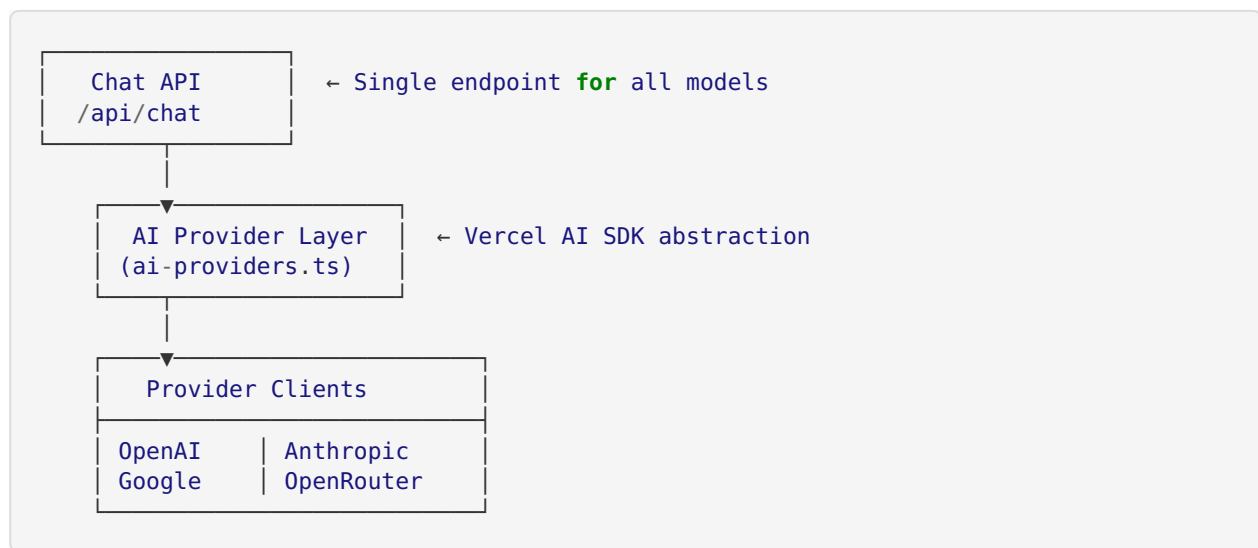 Chat API ← Single endpoint for all models
/api/chat
AI Provider Layer ← Vercel AI SDK abstraction
(ai-providers.ts)
Provider Clients
OpenAI │ Anthropic
Google │ OpenRouter